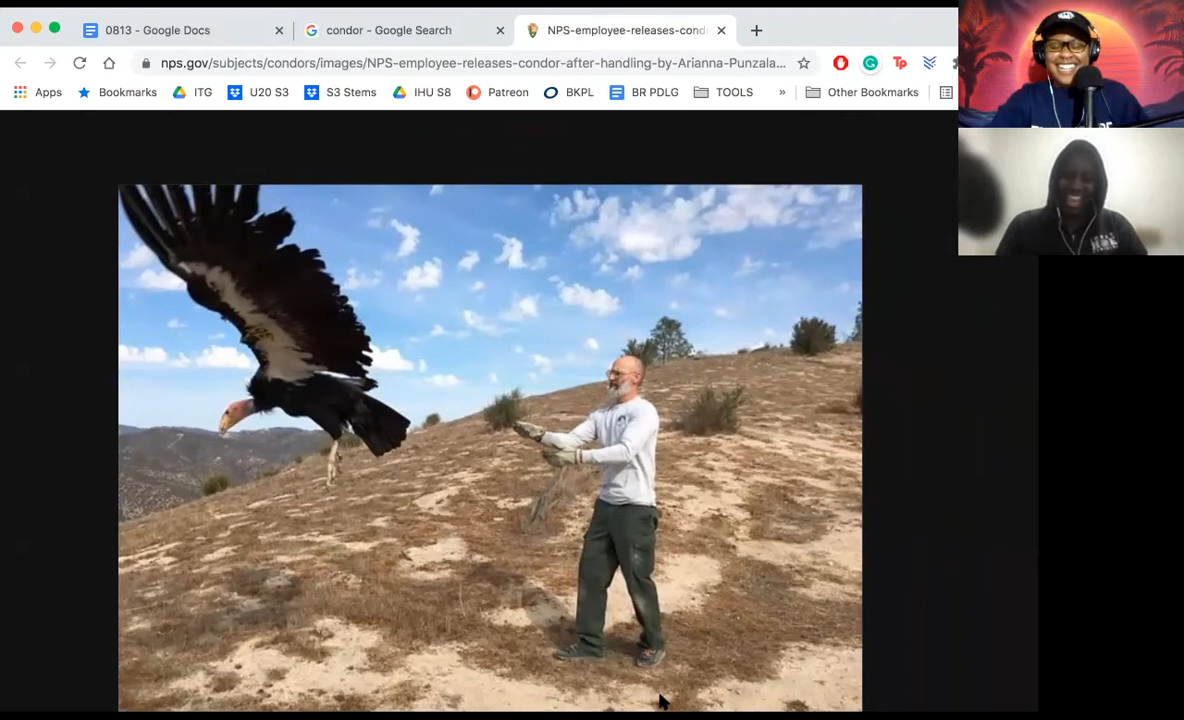 0813 - Google Docs
condor - Google Search
NPS-employee-releases-cond
nps.gov/subjects/condors/images/NPS-employee-releases-condor-after-handling-by-Arianna-Punzala...
Apps Bookmarks ITG U20 S3 S3 Stems IHU S8 Patreon BKPL BR PDLG TOOLS » Other Bookmarks